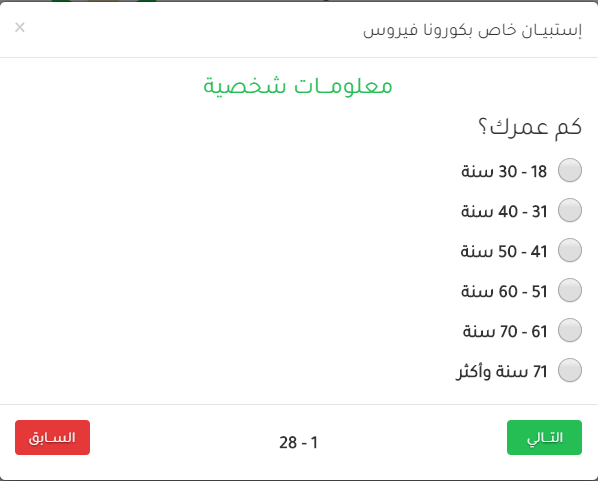 إستبيـان خاص بكورونا فيروس
×
معلومـات شخصية
كم عمرك؟
18 - 30 سنة
31 - 40 سنة
41 - 50 سنة
51 - 60 سنة
61 - 70 سنة
71 سنة وأكثر
التـالي
1 - 28
السـابق